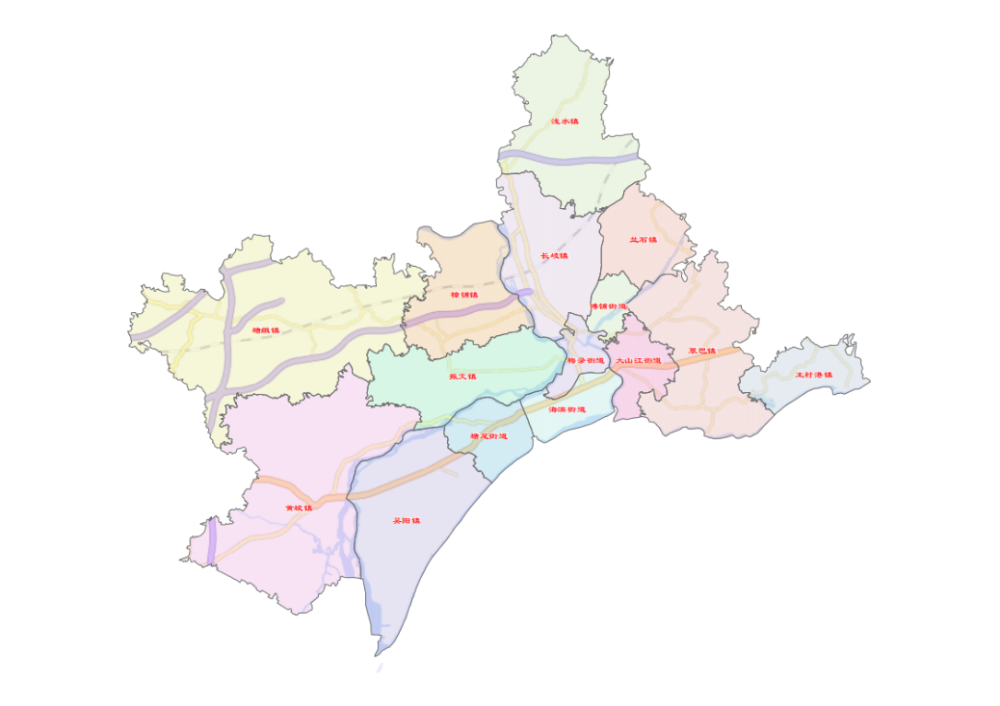 浅水镇
兰石镇
长岐镇
樟铺镇
博铺街道
塘㙍镇
覃巴镇
梅录街道
大山江街道
王村港镇
振文镇
海滨街道
塘尾街道
黄坡镇
吴阳镇